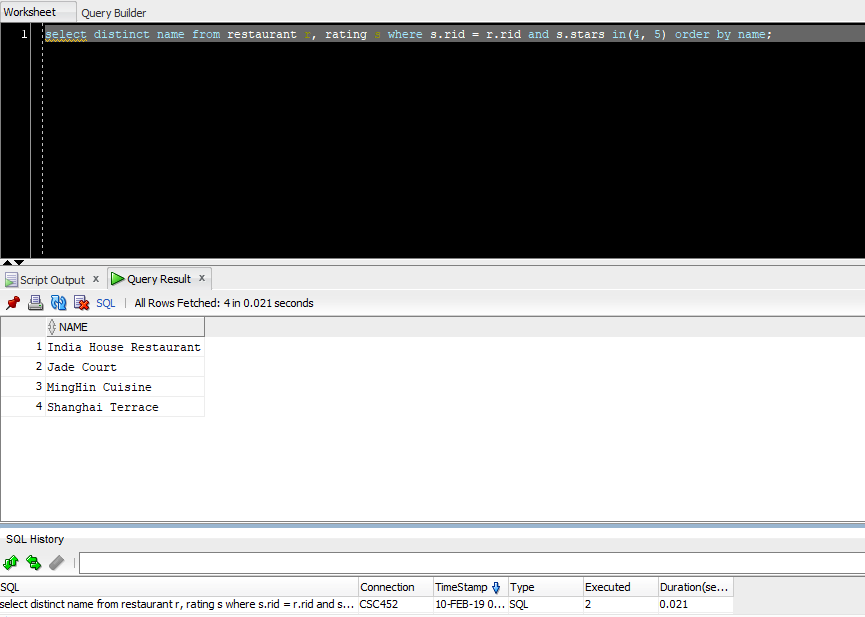 Worksheet Query Builder
1 select distinct name from restaurant r, rating s where s.rid = r.rid and s.stars in(4, 5) order by name;
Script Output x Query Result x
SQL | All Rows Fetched: 4 in 0.021 seconds
NAME
1 India House Restaurant
2 Jade Court
3 MingHin Cuisine
4 Shanghai Terrace
SQL History
SQL Connection TimeStamp Type Executed Duration(se...
select distinct name from restaurant r, rating s where s.rid = r.rid and s... CSC452 10-FEB-19 0... SQL 2 0.021